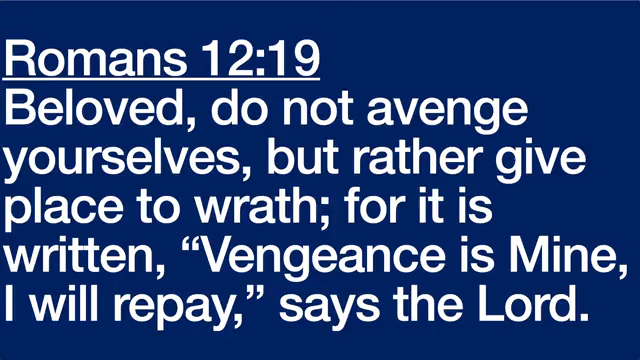 Romans 12:19
Beloved, do not avenge
yourselves, but rather give
place to wrath; for it is
written, “Vengeance is Mine,
I will repay,” says the Lord.